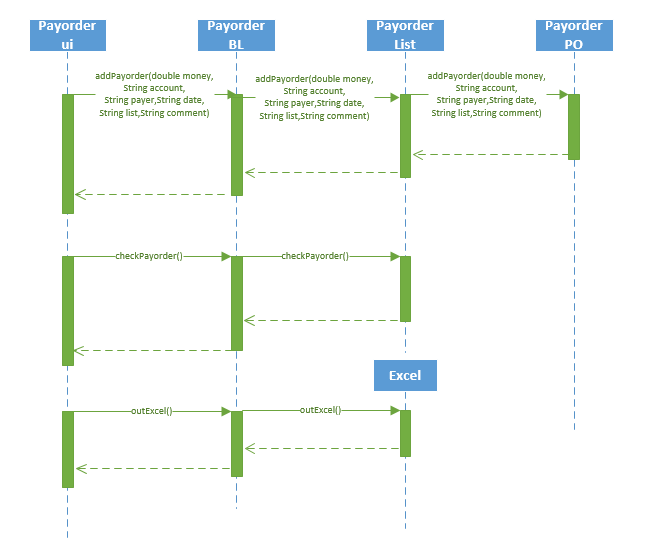 Payorder
ui
Payorder
BL
Payorder
List
Payorder
PO
addPayorder(double money,
String account,
String payer,String date,
String list,String comment)
addPayorder(double money,
String account,
String payer,String date,
String list,String comment)
addPayorder(double money,
String account,
String payer,String date,
String list,String comment)
checkPayorder()
checkPayorder()
Excel
outExcel()
outExcel()